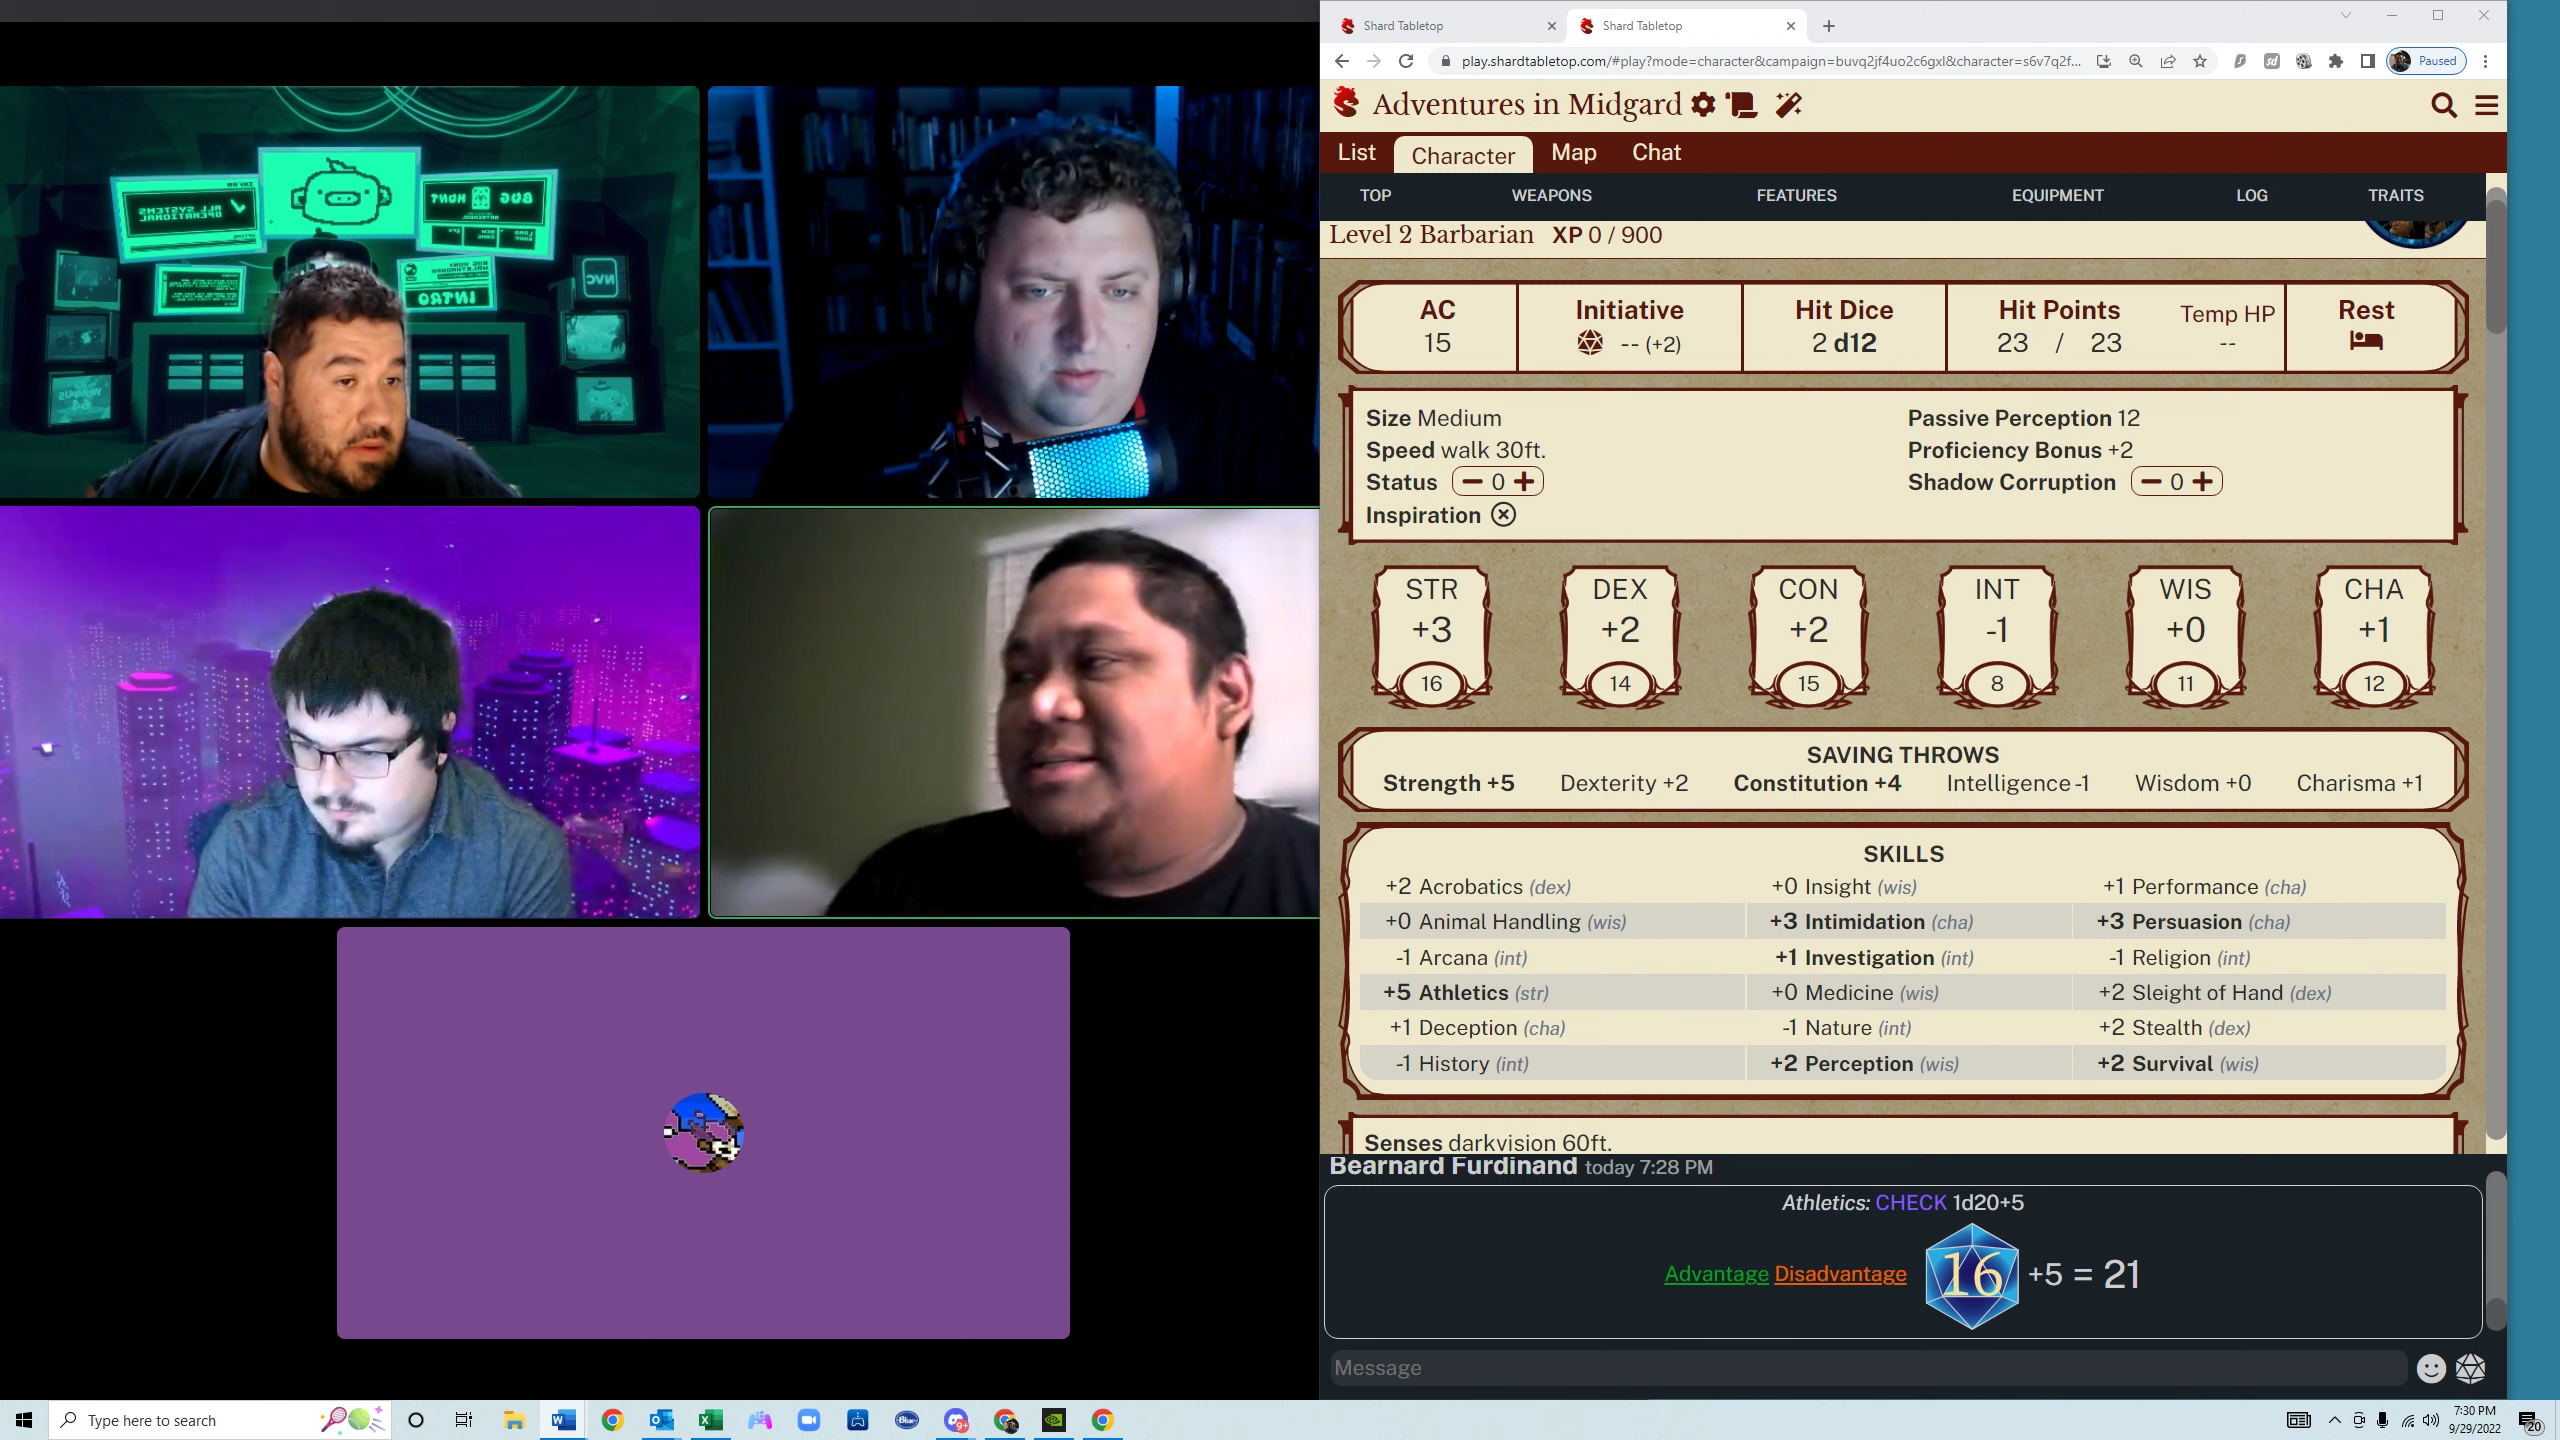 Shard Tabletop
Shard Tabletop
play.shardtabletop.com/#play?mode=character&campaign=buvq2jf4uo2c6gxl&character=s6v7q2f...
Paused
Adventures in Midgard
List Character Map Chat
TOP WEAPONS FEATURES EQUIPMENT LOG TRAITS
Level 2 Barbarian XP 0 / 900
AC Initiative Hit Dice Hit Points Temp HP Rest
15 -- (+2) 2 d12 23 / 23 --
Size Medium Passive Perception 12
Speed walk 30ft. Proficiency Bonus +2
Status 0 Shadow Corruption 0
Inspiration
STR DEX CON INT WIS CHA
+3 +2 +2 -1 +0 +1
16 14 15 8 11 12
SAVING THROWS
Strength +5 Dexterity +2 Constitution +4 Intelligence -1 Wisdom +0 Charisma +1
SKILLS
+2 Acrobatics (dex) +0 Insight (wis) +1 Performance (cha)
+0 Animal Handling (wis) +3 Intimidation (cha) +3 Persuasion (cha)
-1 Arcana (int) +1 Investigation (int) -1 Religion (int)
+5 Athletics (str) +0 Medicine (wis) +2 Sleight of Hand (dex)
+1 Deception (cha) -1 Nature (int) +2 Stealth (dex)
-1 History (int) +2 Perception (wis) +2 Survival (wis)
Senses darkvision 60ft.
Bearnard Furdinand today 7:28 PM
Athletics: CHECK 1d20+5
Advantage Disadvantage 16 +5 = 21
Message
ALL SYSTEMS
OPERATIONAL
BUG HUNT
INTRO
NVC
Type here to search
7:30 PM
9/29/2022
20